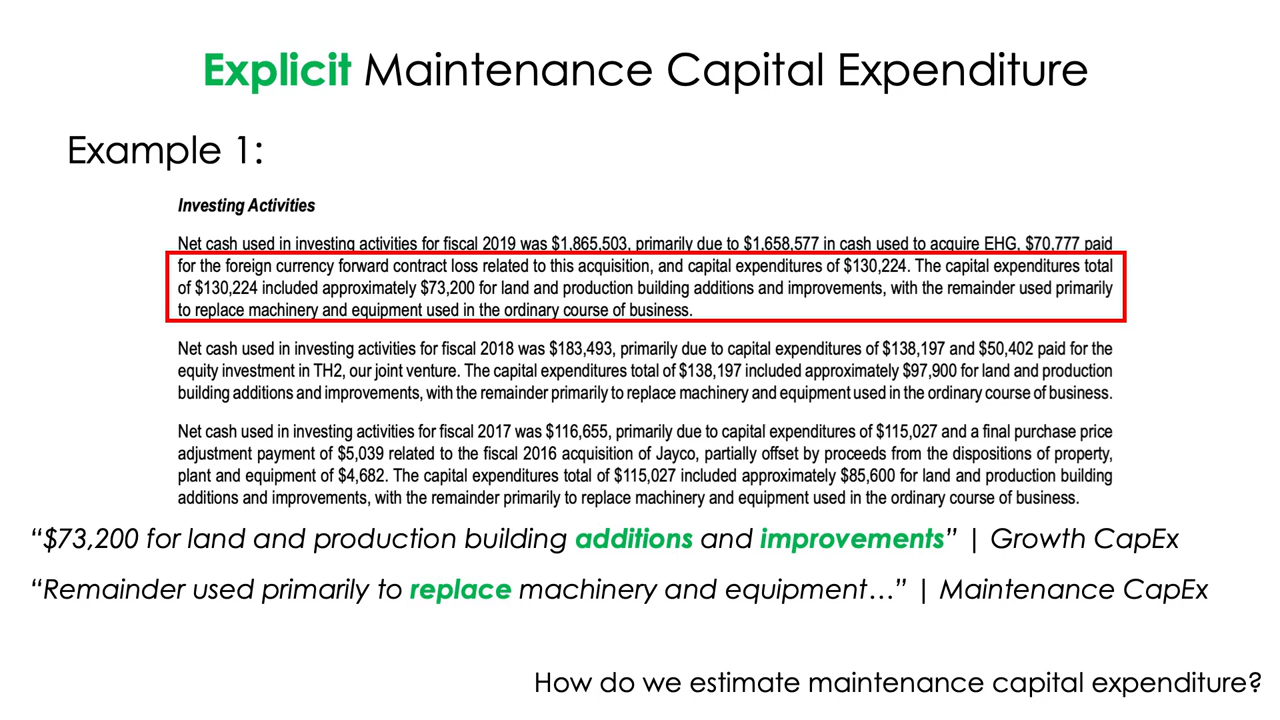 Explicit Maintenance Capital Expenditure
Example 1:
Investing Activities
Net cash used in investing activities for fiscal 2019 was $1,865,503, primarily due to $1,658,577 in cash used to acquire EHG, $70,777 paid
for the foreign currency forward contract loss related to this acquisition, and capital expenditures of $130,224. The capital expenditures total
of $130,224 included approximately $73,200 for land and production building additions and improvements, with the remainder used primarily
to replace machinery and equipment used in the ordinary course of business.
Net cash used in investing activities for fiscal 2018 was $183,493, primarily due to capital expenditures of $138,197 and $50,402 paid for the
equity investment in TH2, our joint venture. The capital expenditures total of $138,197 included approximately $97,900 for land and production
building additions and improvements, with the remainder primarily to replace machinery and equipment used in the ordinary course of business.
Net cash used in investing activities for fiscal 2017 was $116,655, primarily due to capital expenditures of $115,027 and a final purchase price
adjustment payment of $5,039 related to the fiscal 2016 acquisition of Jayco, partially offset by proceeds from the dispositions of property,
plant and equipment of $4,682. The capital expenditures total of $115,027 included approximately $85,600 for land and production building
additions and improvements, with the remainder primarily to replace machinery and equipment used in the ordinary course of business.
“$73,200 for land and production building additions and improvements” | Growth CapEx
“Remainder used primarily to replace machinery and equipment…” | Maintenance CapEx
How do we estimate maintenance capital expenditure?